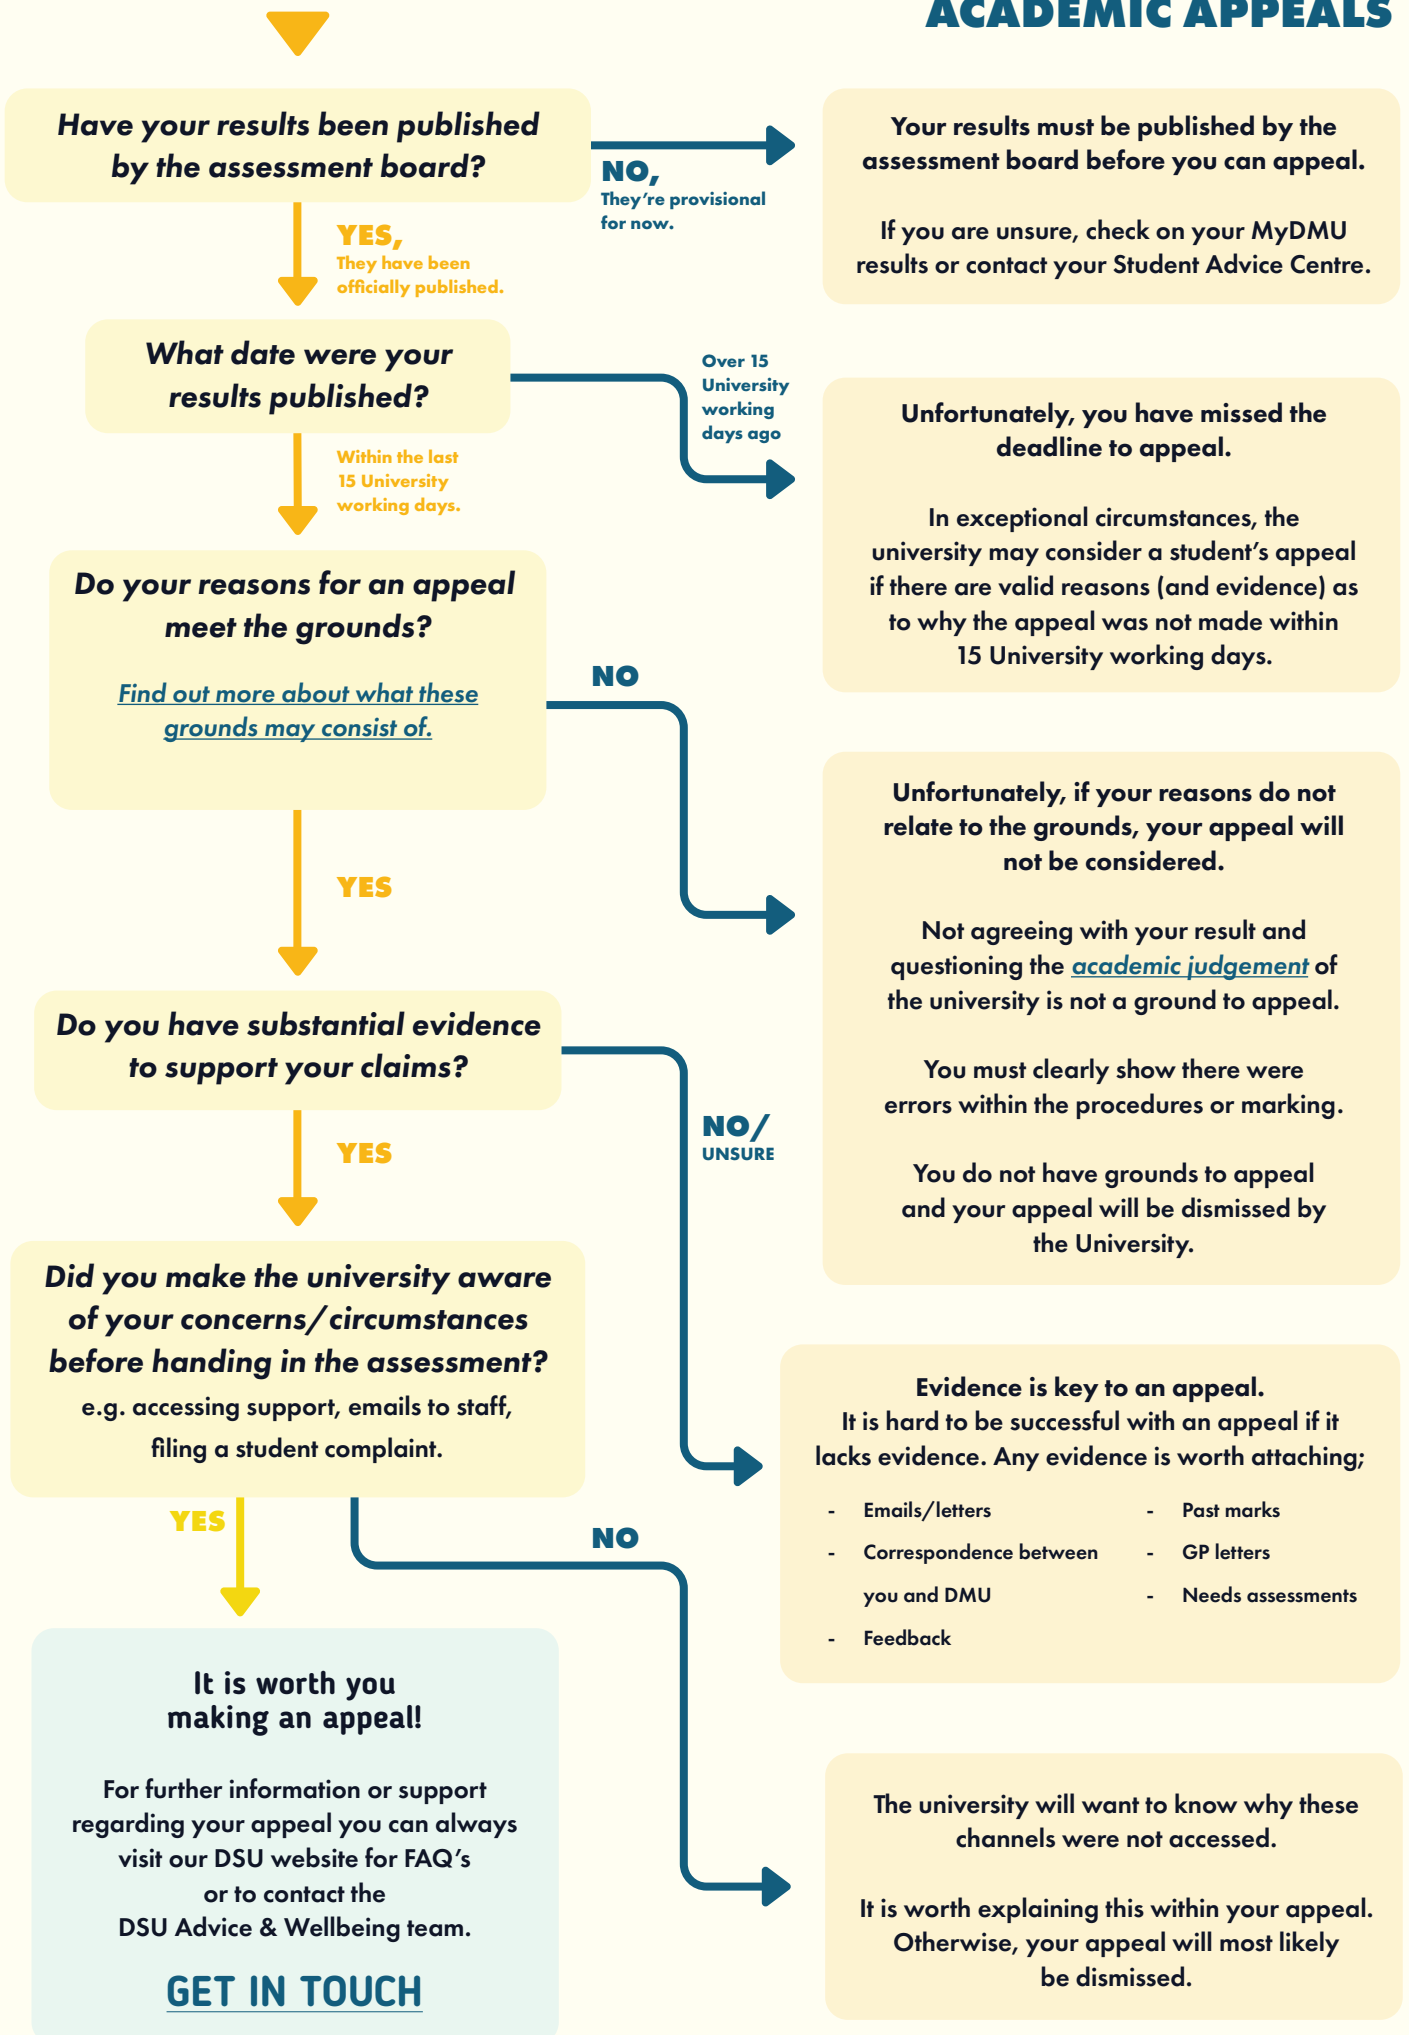 ACADEMIC APPEALS
Have your results been published
by the assessment board?
NO,
They're provisional
for now.
Your results must be published by the
assessment board before you can appeal.
If you are unsure, check on your MyDMU
results or contact your Student Advice Centre.
YES,
They have been
officially published.
What date were your
results published?
Over 15
University
working
days ago
Unfortunately, you have missed the
deadline to appeal.
In exceptional circumstances, the
university may consider a student's appeal
if there are valid reasons (and evidence) as
to why the appeal was not made within
15 University working days.
Within the last
15 University
working days.
Do your reasons for an appeal
meet the grounds?
Find out more about what these
grounds may consist of.
NO
Unfortunately, if your reasons do not
relate to the grounds, your appeal will
not be considered.
Not agreeing with your result and
questioning the academic judgement of
the university is not a ground to appeal.
You must clearly show there were
errors within the procedures or marking.
You do not have grounds to appeal
and your appeal will be dismissed by
the University.
YES
Do you have substantial evidence
to support your claims?
NO/
UNSURE
Evidence is key to an appeal.
It is hard to be successful with an appeal if it
lacks evidence. Any evidence is worth attaching;
- Emails/letters
- Correspondence between
you and DMU
- Feedback
- Past marks
- GP letters
- Needs assessments
YES
Did you make the university aware
of your concerns/circumstances
before handing in the assessment?
e.g. accessing support, emails to staff,
filing a student complaint.
NO
The university will want to know why these
channels were not accessed.
It is worth explaining this within your appeal.
Otherwise, your appeal will most likely
be dismissed.
YES
It is worth you
making an appeal!
For further information or support
regarding your appeal you can always
visit our DSU website for FAQ's
or to contact the
DSU Advice & Wellbeing team.
GET IN TOUCH